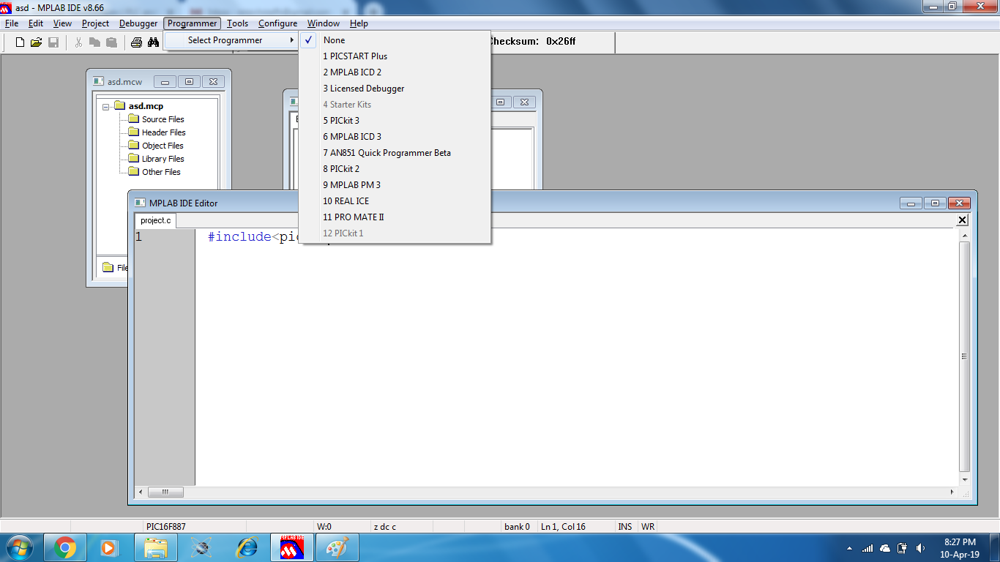 asd - MPLAB IDE v8.66
File Edit View Project Debugger Programmer Tools Configure Window Help
Select Programmer
Checksum: 0x26ff
None
1 PICSTART Plus
2 MPLAB ICD 2
3 Licensed Debugger
4 Starter Kits
5 PICkit 3
6 MPLAB ICD 3
7 AN851 Quick Programmer Beta
8 PICkit 2
9 MPLAB PM 3
10 REAL ICE
11 PRO MATE II
12 PICkit 1
asd.mcw
asd.mcp
Source Files
Header Files
Object Files
Library Files
Other Files
MPLAB IDE Editor
project.c
1 #include<pic
PIC16F887 W:0 z dc c bank 0 Ln 1, Col 16 INS WR
MPLAB IDE
8:27 PM
10-Apr-19